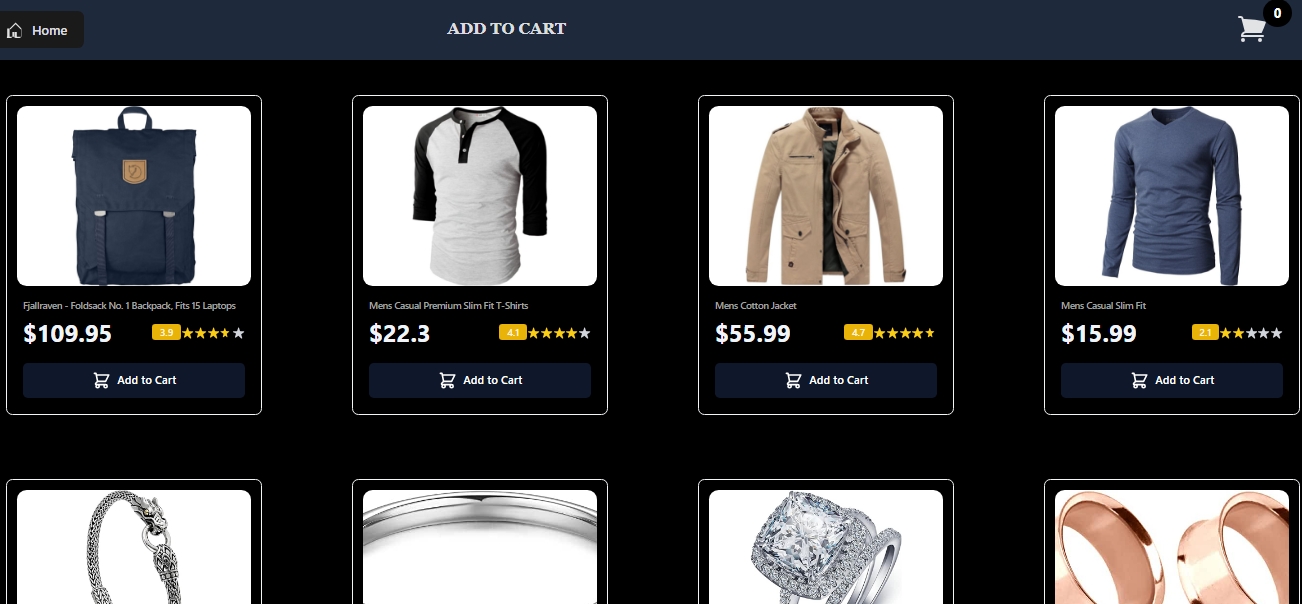 Home
ADD TO CART
0
Fjallraven - Foldsack No. 1 Backpack, Fits 15 Laptops
$109.95
3.9
Add to Cart
Mens Casual Premium Slim Fit T-Shirts
$22.3
4.1
Add to Cart
Mens Cotton Jacket
$55.99
4.7
Add to Cart
Mens Casual Slim Fit
$15.99
2.1
Add to Cart